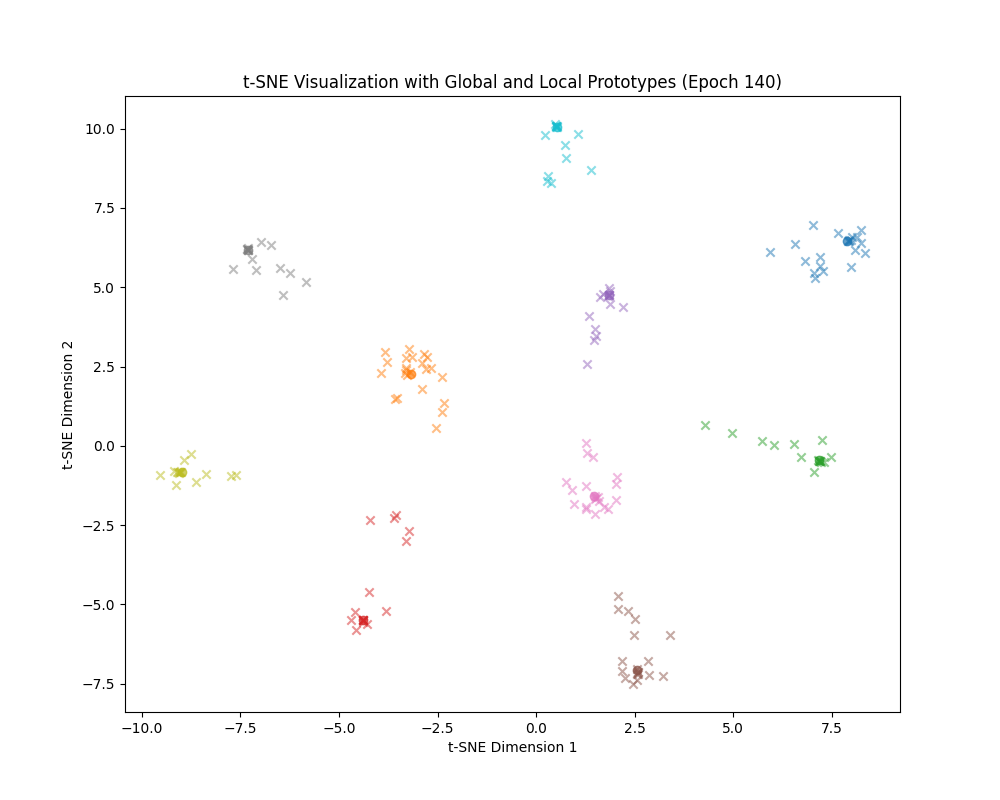 t-SNE Visualization with Global and Local Prototypes (Epoch 140)
t-SNE Dimension 2
10.0
7.5
5.0
2.5
0.0
−2.5
−5.0
−7.5
−10.0 −7.5 −5.0 −2.5 0.0 2.5 5.0 7.5
t-SNE Dimension 1